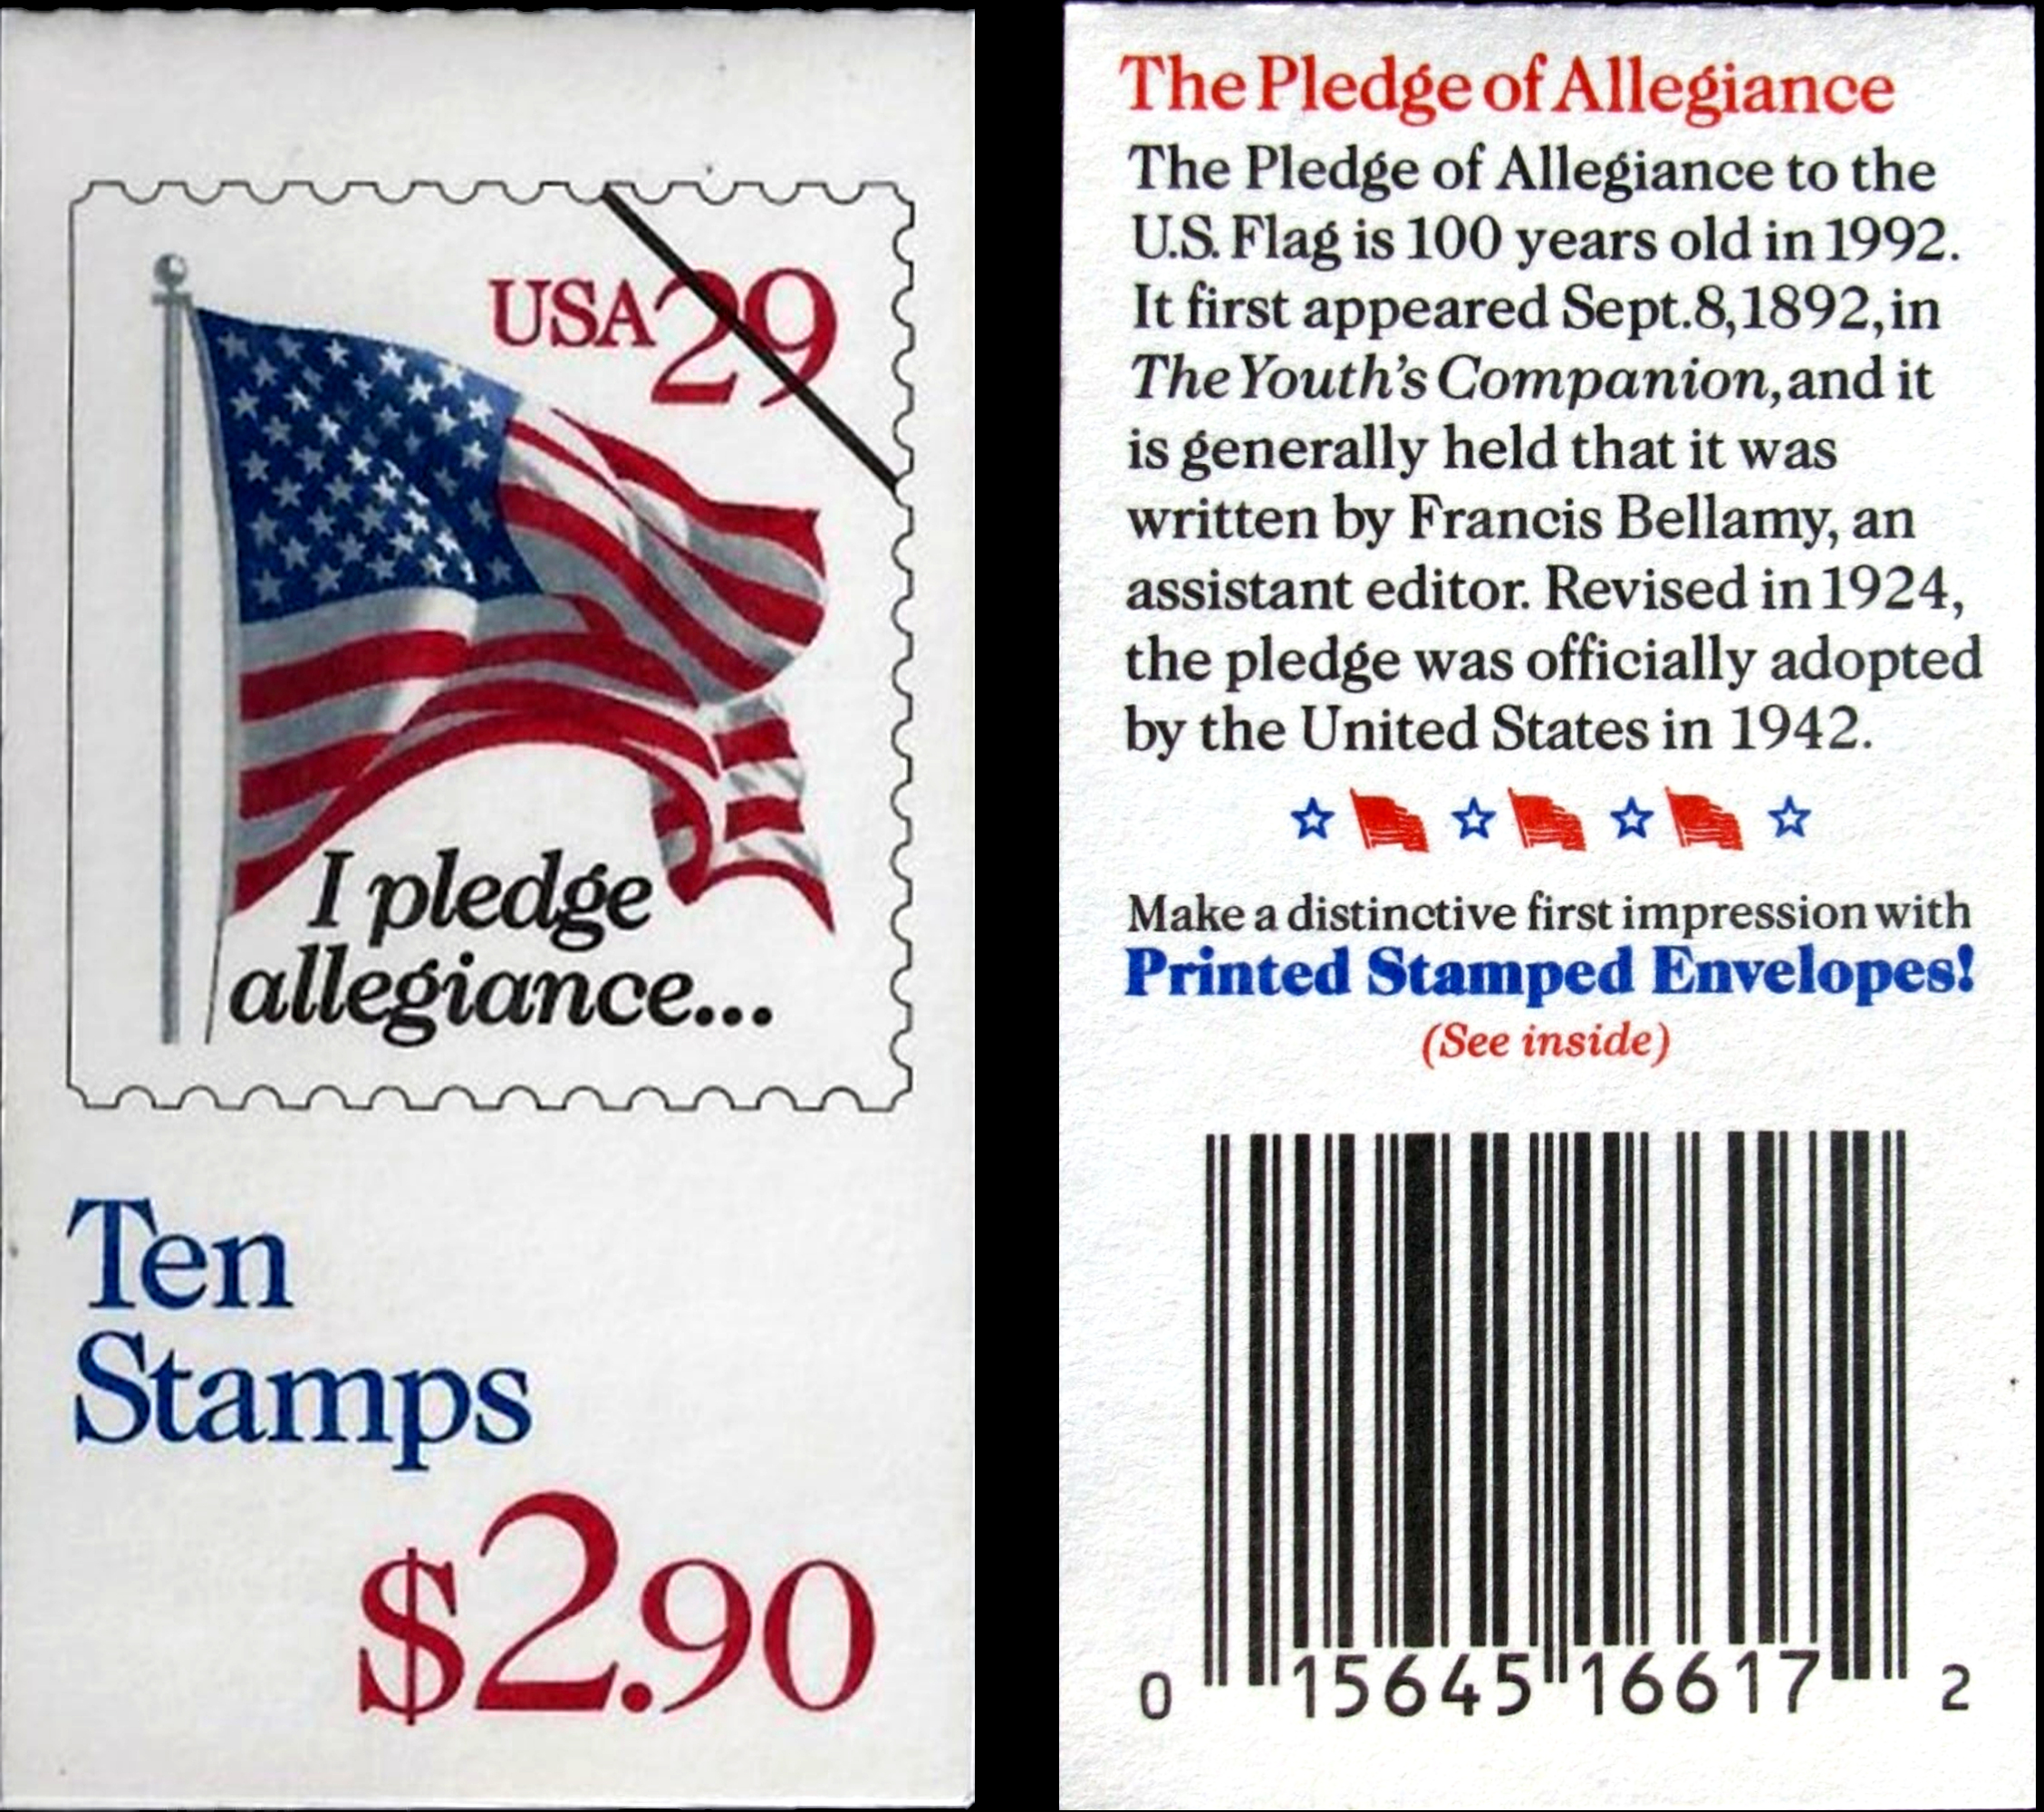 USA 29
I pledge
allegiance...
Ten
Stamps
$2.90
The Pledge of Allegiance
The Pledge of Allegiance to the
U.S. Flag is 100 years old in 1992.
It first appeared Sept. 8, 1892, in
The Youth's Companion, and it
is generally held that it was
written by Francis Bellamy, an
assistant editor. Revised in 1924,
the pledge was officially adopted
by the United States in 1942.
Make a distinctive first impression with
Printed Stamped Envelopes!
(See inside)
0 15645 16617 2